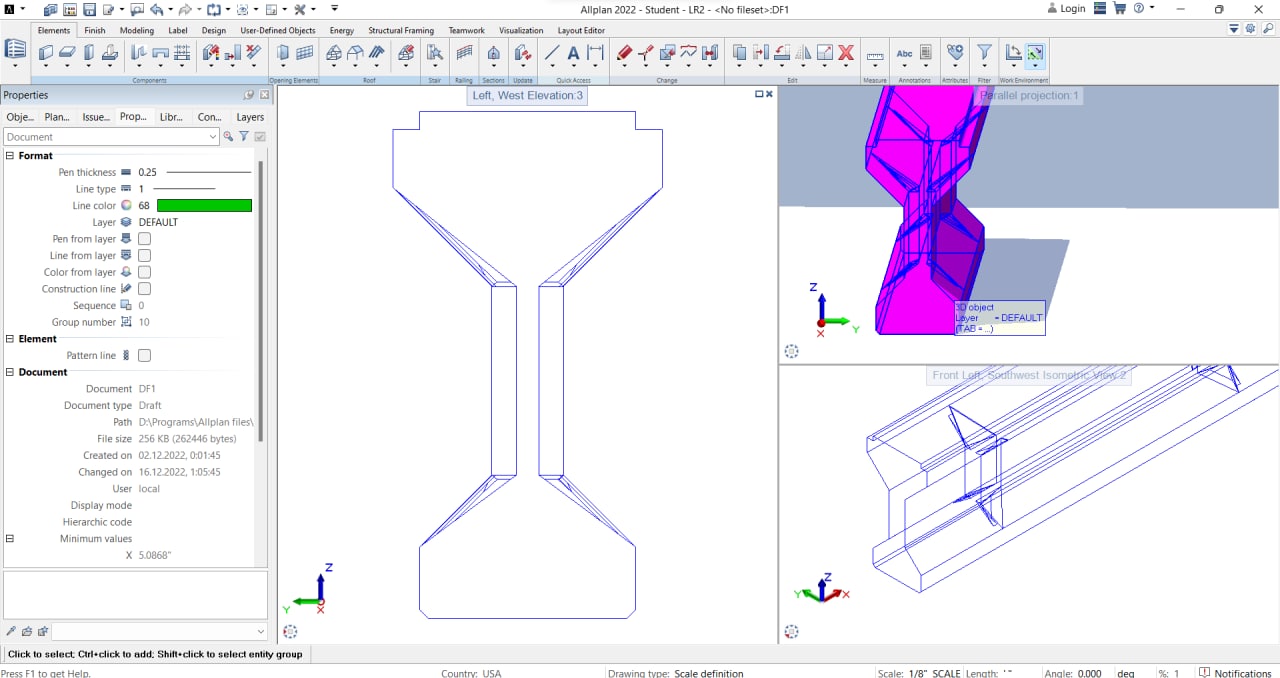 Allplan 2022 - Student - LR2 - <No fileset>:DF1
Login
Elements Finish Modeling Label Design User-Defined Objects Energy Structural Framing Teamwork Visualization Layout Editor
Abc
Components Opening Elements Roof Stair Railing Sections Update Quick Access Change Edit Measure Annotations Attributes Filter Work Environment
Properties
Obje... Plan... Issue... Prop... Libr... Con... Layers
Document
Format
Pen thickness 0.25
Line type 1
Line color 68
Layer DEFAULT
Pen from layer
Line from layer
Color from layer
Construction line
Sequence 0
Group number 10
Element
Pattern line
Document
Document DF1
Document type Draft
Path D:\Programs\Allplan files\
File size 256 KB (262446 bytes)
Created on 02.12.2022, 0:01:45
Changed on 16.12.2022, 1:05:45
User local
Display mode
Hierarchic code
Minimum values
X 5.0868"
Left, West Elevation:3
Z
Y
X
Parallel projection:1
Z
Y
X
3D object
Layer = DEFAULT
(TAB = ...)
Front Left, Southwest Isometric View:2
Z
Y X
Click to select; Ctrl+click to add; Shift+click to select entity group
Press F1 to get Help. Country: USA Drawing type: Scale definition Scale: 1/8" SCALE Length: ' " Angle: 0.000 deg %: 1 Notifications